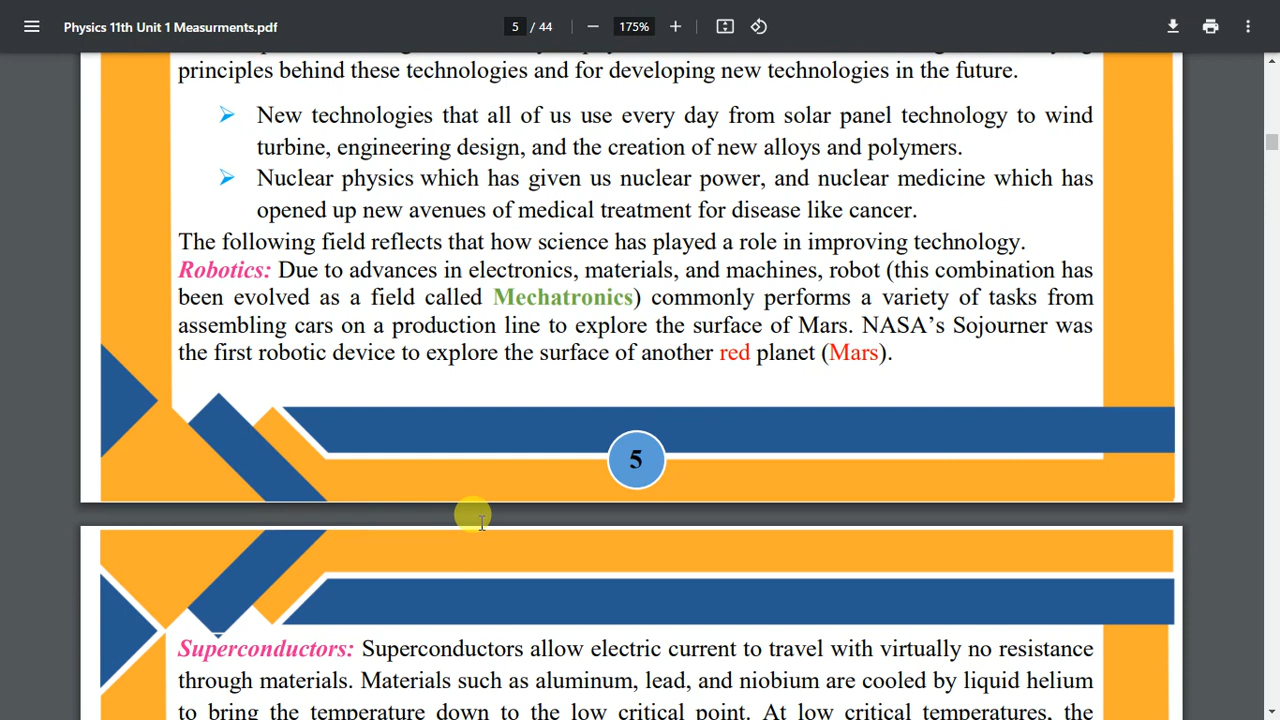 Physics 11th Unit 1 Measurments.pdf
5 / 44
175%
principles behind these technologies and for developing new technologies in the future.
New technologies that all of us use every day from solar panel technology to wind
turbine, engineering design, and the creation of new alloys and polymers.
Nuclear physics which has given us nuclear power, and nuclear medicine which has
opened up new avenues of medical treatment for disease like cancer.
The following field reflects that how science has played a role in improving technology.
Robotics: Due to advances in electronics, materials, and machines, robot (this combination has
been evolved as a field called Mechatronics) commonly performs a variety of tasks from
assembling cars on a production line to explore the surface of Mars. NASA’s Sojourner was
the first robotic device to explore the surface of another red planet (Mars).
5
Superconductors: Superconductors allow electric current to travel with virtually no resistance
through materials. Materials such as aluminum, lead, and niobium are cooled by liquid helium
to bring the temperature down to the low critical point. At low critical temperatures, the